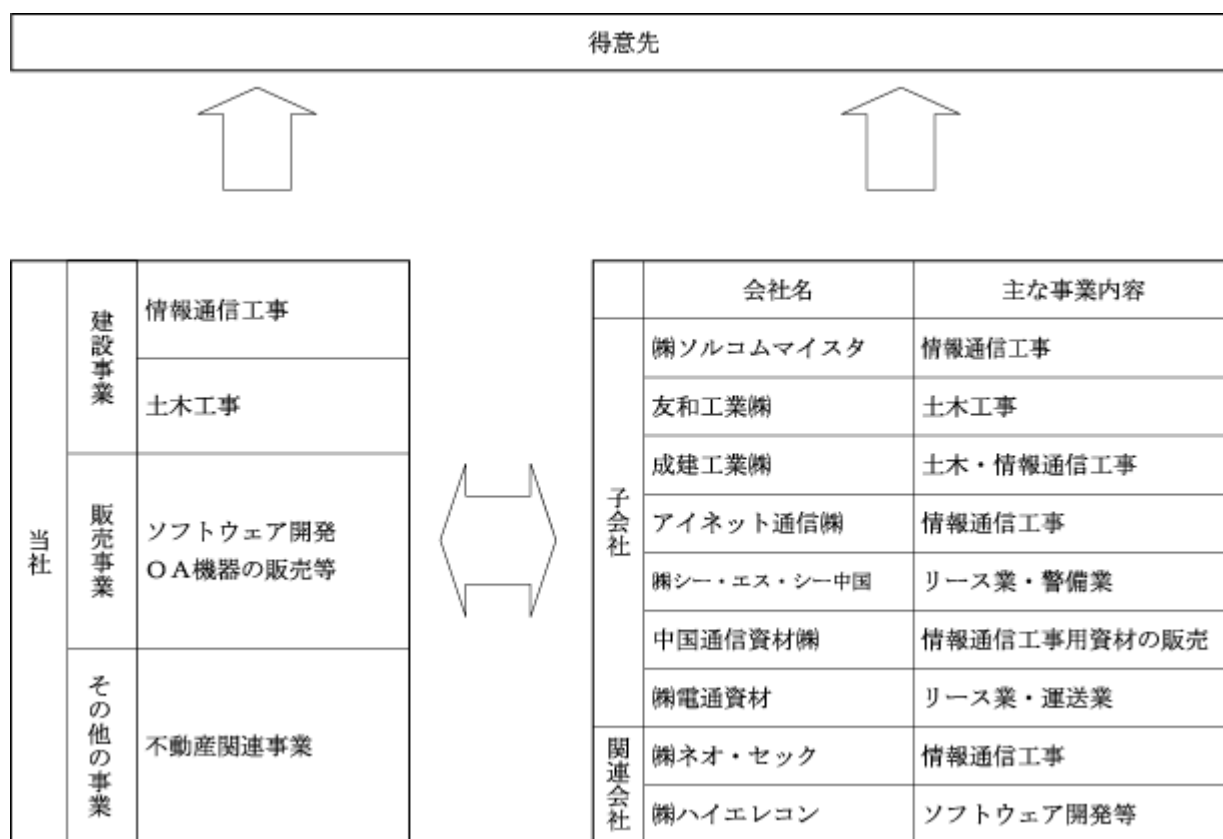 得意先
当社
建設事業
情報通信工事
土木工事
販売事業
ソフトウェア開発
ＯＡ機器の販売等
その他の事業
不動産関連事業
会社名 主な事業内容
子会社
㈱ソルコムマイスタ 情報通信工事
友和工業㈱ 土木工事
成建工業㈱ 土木・情報通信工事
アイネット通信㈱ 情報通信工事
㈱シー・エス・シー中国 リース業・警備業
中国通信資材㈱ 情報通信工事用資材の販売
㈱電通資材 リース業・運送業
関連会社
㈱ネオ・セック 情報通信工事
㈱ハイエレコン ソフトウェア開発等